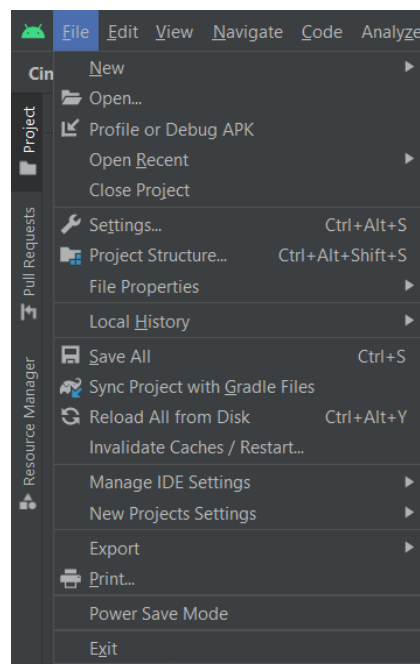 File Edit View Navigate Code Analyze
Cin
New
Open...
Profile or Debug APK
Open Recent
Close Project
Settings... Ctrl+Alt+S
Project Structure... Ctrl+Alt+Shift+S
File Properties
Local History
Save All Ctrl+S
Sync Project with Gradle Files
Reload All from Disk Ctrl+Alt+Y
Invalidate Caches / Restart...
Manage IDE Settings
New Projects Settings
Export
Print...
Power Save Mode
Exit
Project
Pull Requests
Resource Manager